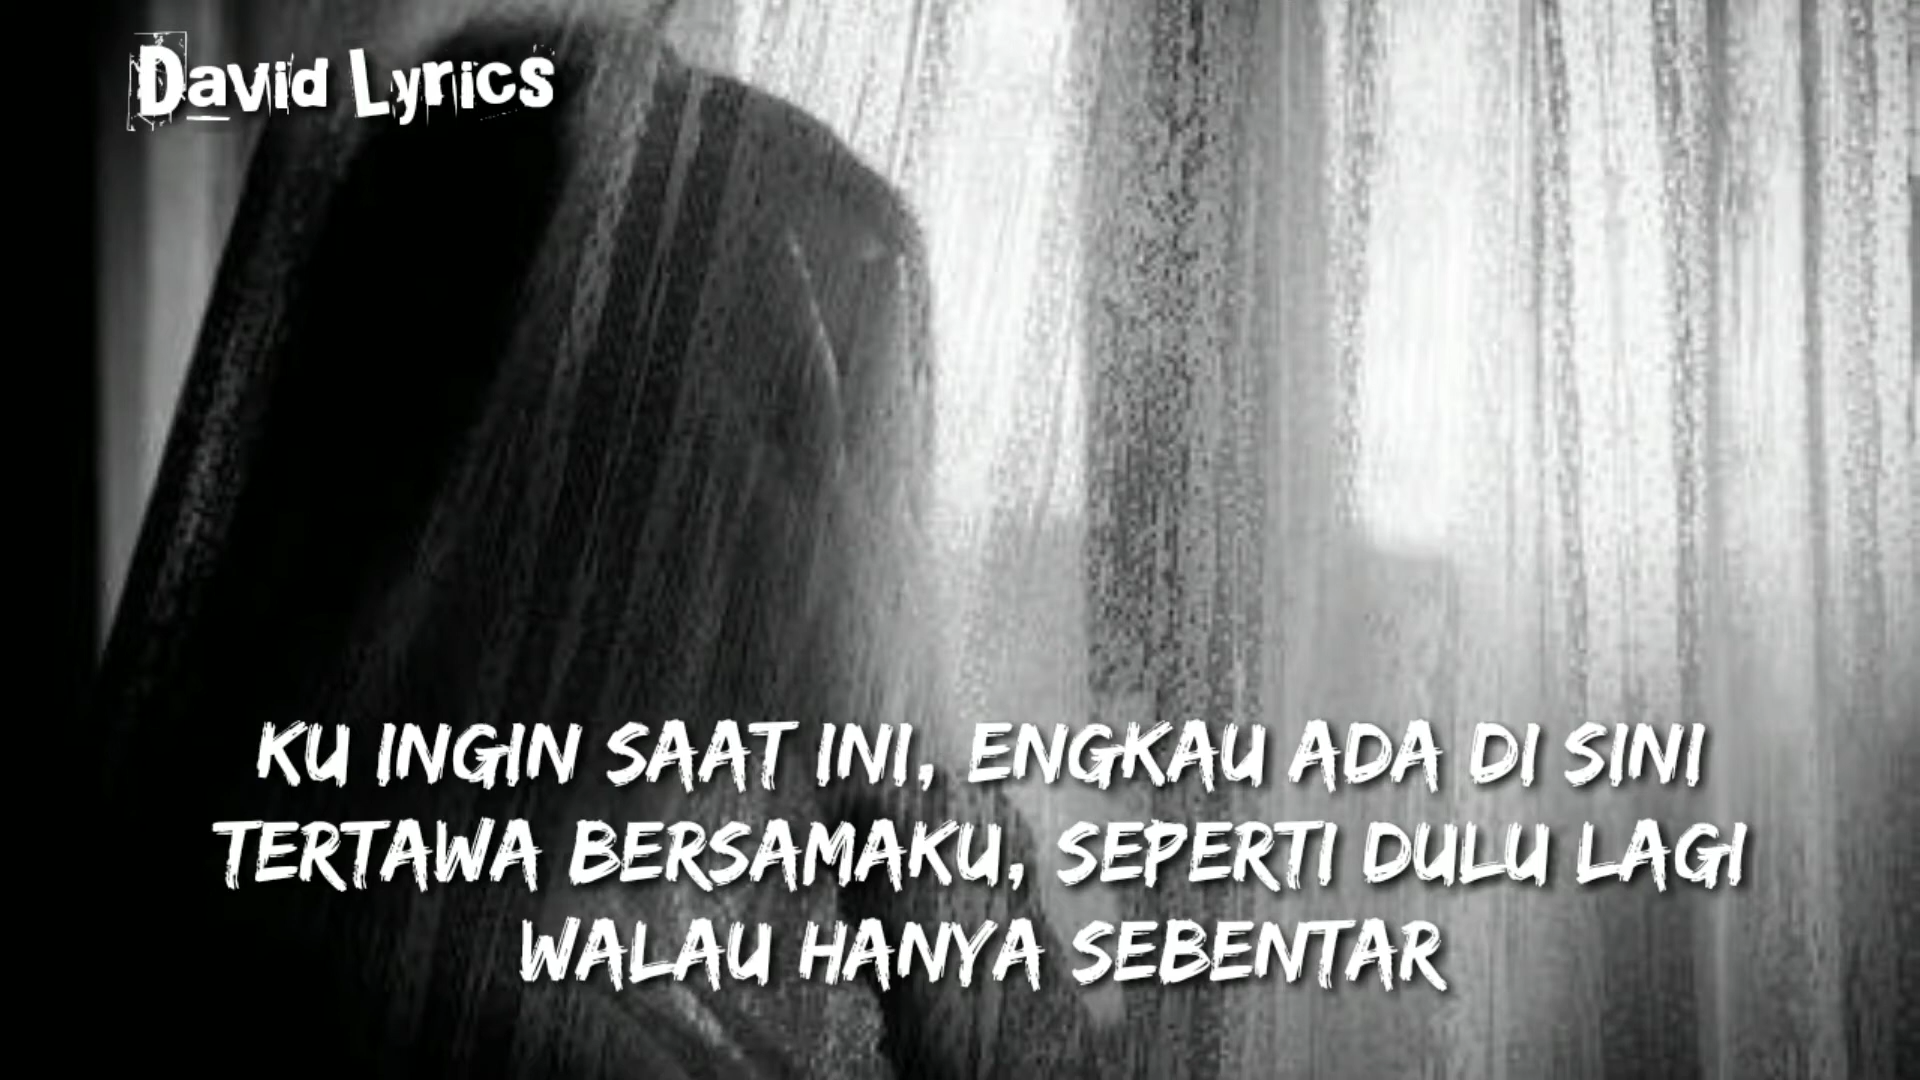 David Lyrics
KU INGIN SAAT INI, ENGKAU ADA DI SINI
TERTAWA BERSAMAKU, SEPERTI DULU LAGI
WALAU HANYA SEBENTAR